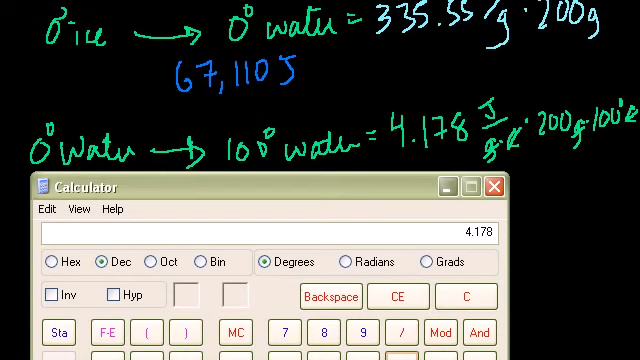 0° ice → 0° water = 335.55 J/g · 200g
67,110 J
0° water → 100° water = 4.178 J/g·K · 200g · 100°K
Calculator
Edit View Help
4.178
Hex Dec Oct Bin Degrees Radians Grads
Inv Hyp Backspace CE C
Sta F-E ( ) MC 7 8 9 / Mod And